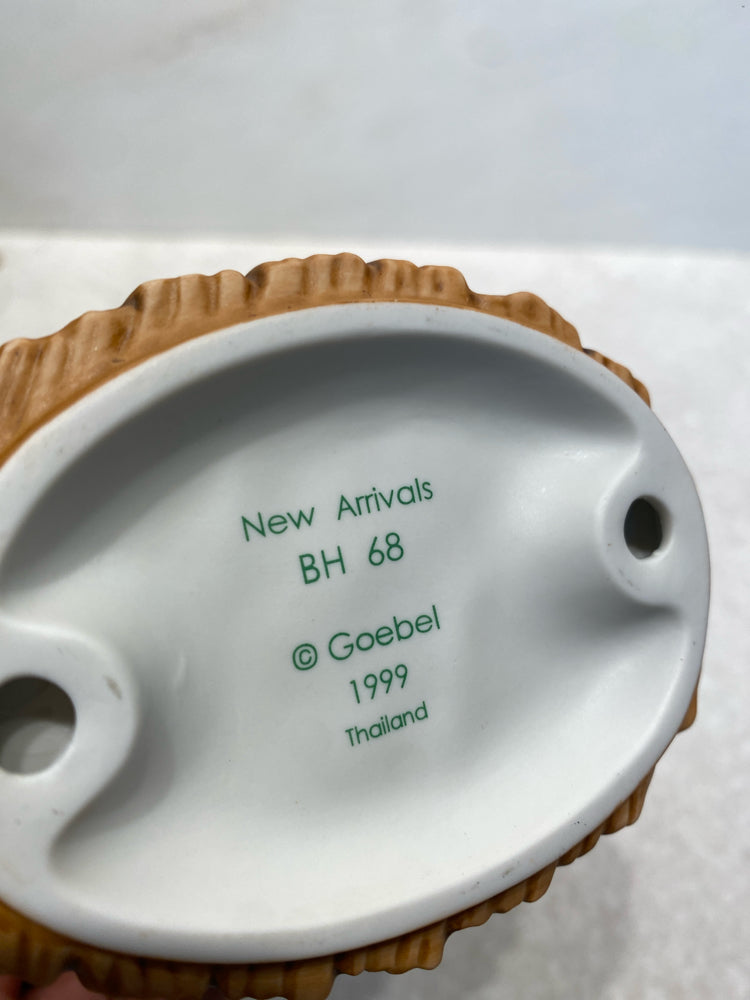 New Arrivals
BH 68
© Goebel
1999
Thailand